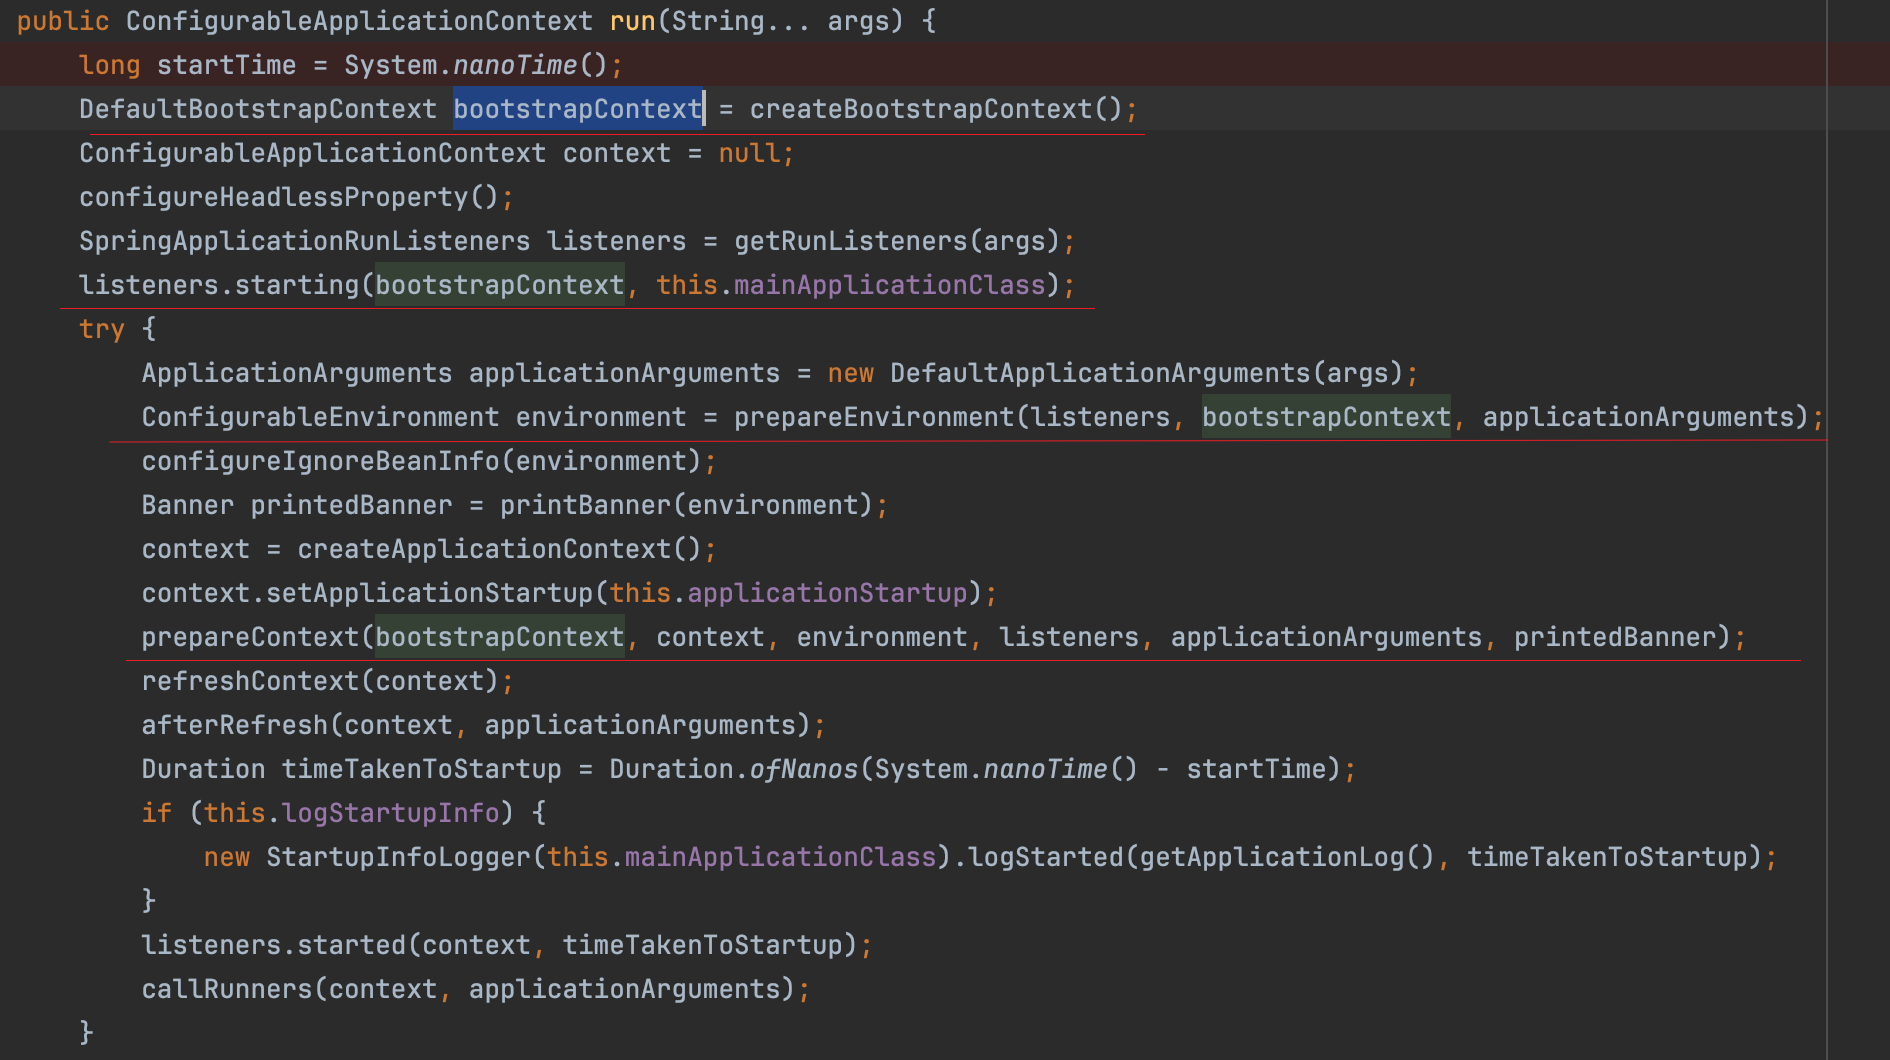 public ConfigurableApplicationContext run(String... args) {
long startTime = System.nanoTime();
DefaultBootstrapContext bootstrapContext = createBootstrapContext();
ConfigurableApplicationContext context = null;
configureHeadlessProperty();
SpringApplicationRunListeners listeners = getRunListeners(args);
listeners.starting(bootstrapContext, this.mainApplicationClass);
try {
ApplicationArguments applicationArguments = new DefaultApplicationArguments(args);
ConfigurableEnvironment environment = prepareEnvironment(listeners, bootstrapContext, applicationArguments);
configureIgnoreBeanInfo(environment);
Banner printedBanner = printBanner(environment);
context = createApplicationContext();
context.setApplicationStartup(this.applicationStartup);
prepareContext(bootstrapContext, context, environment, listeners, applicationArguments, printedBanner);
refreshContext(context);
afterRefresh(context, applicationArguments);
Duration timeTakenToStartup = Duration.ofNanos(System.nanoTime() - startTime);
if (this.logStartupInfo) {
new StartupInfoLogger(this.mainApplicationClass).logStarted(getApplicationLog(), timeTakenToStartup);
}
listeners.started(context, timeTakenToStartup);
callRunners(context, applicationArguments);
}